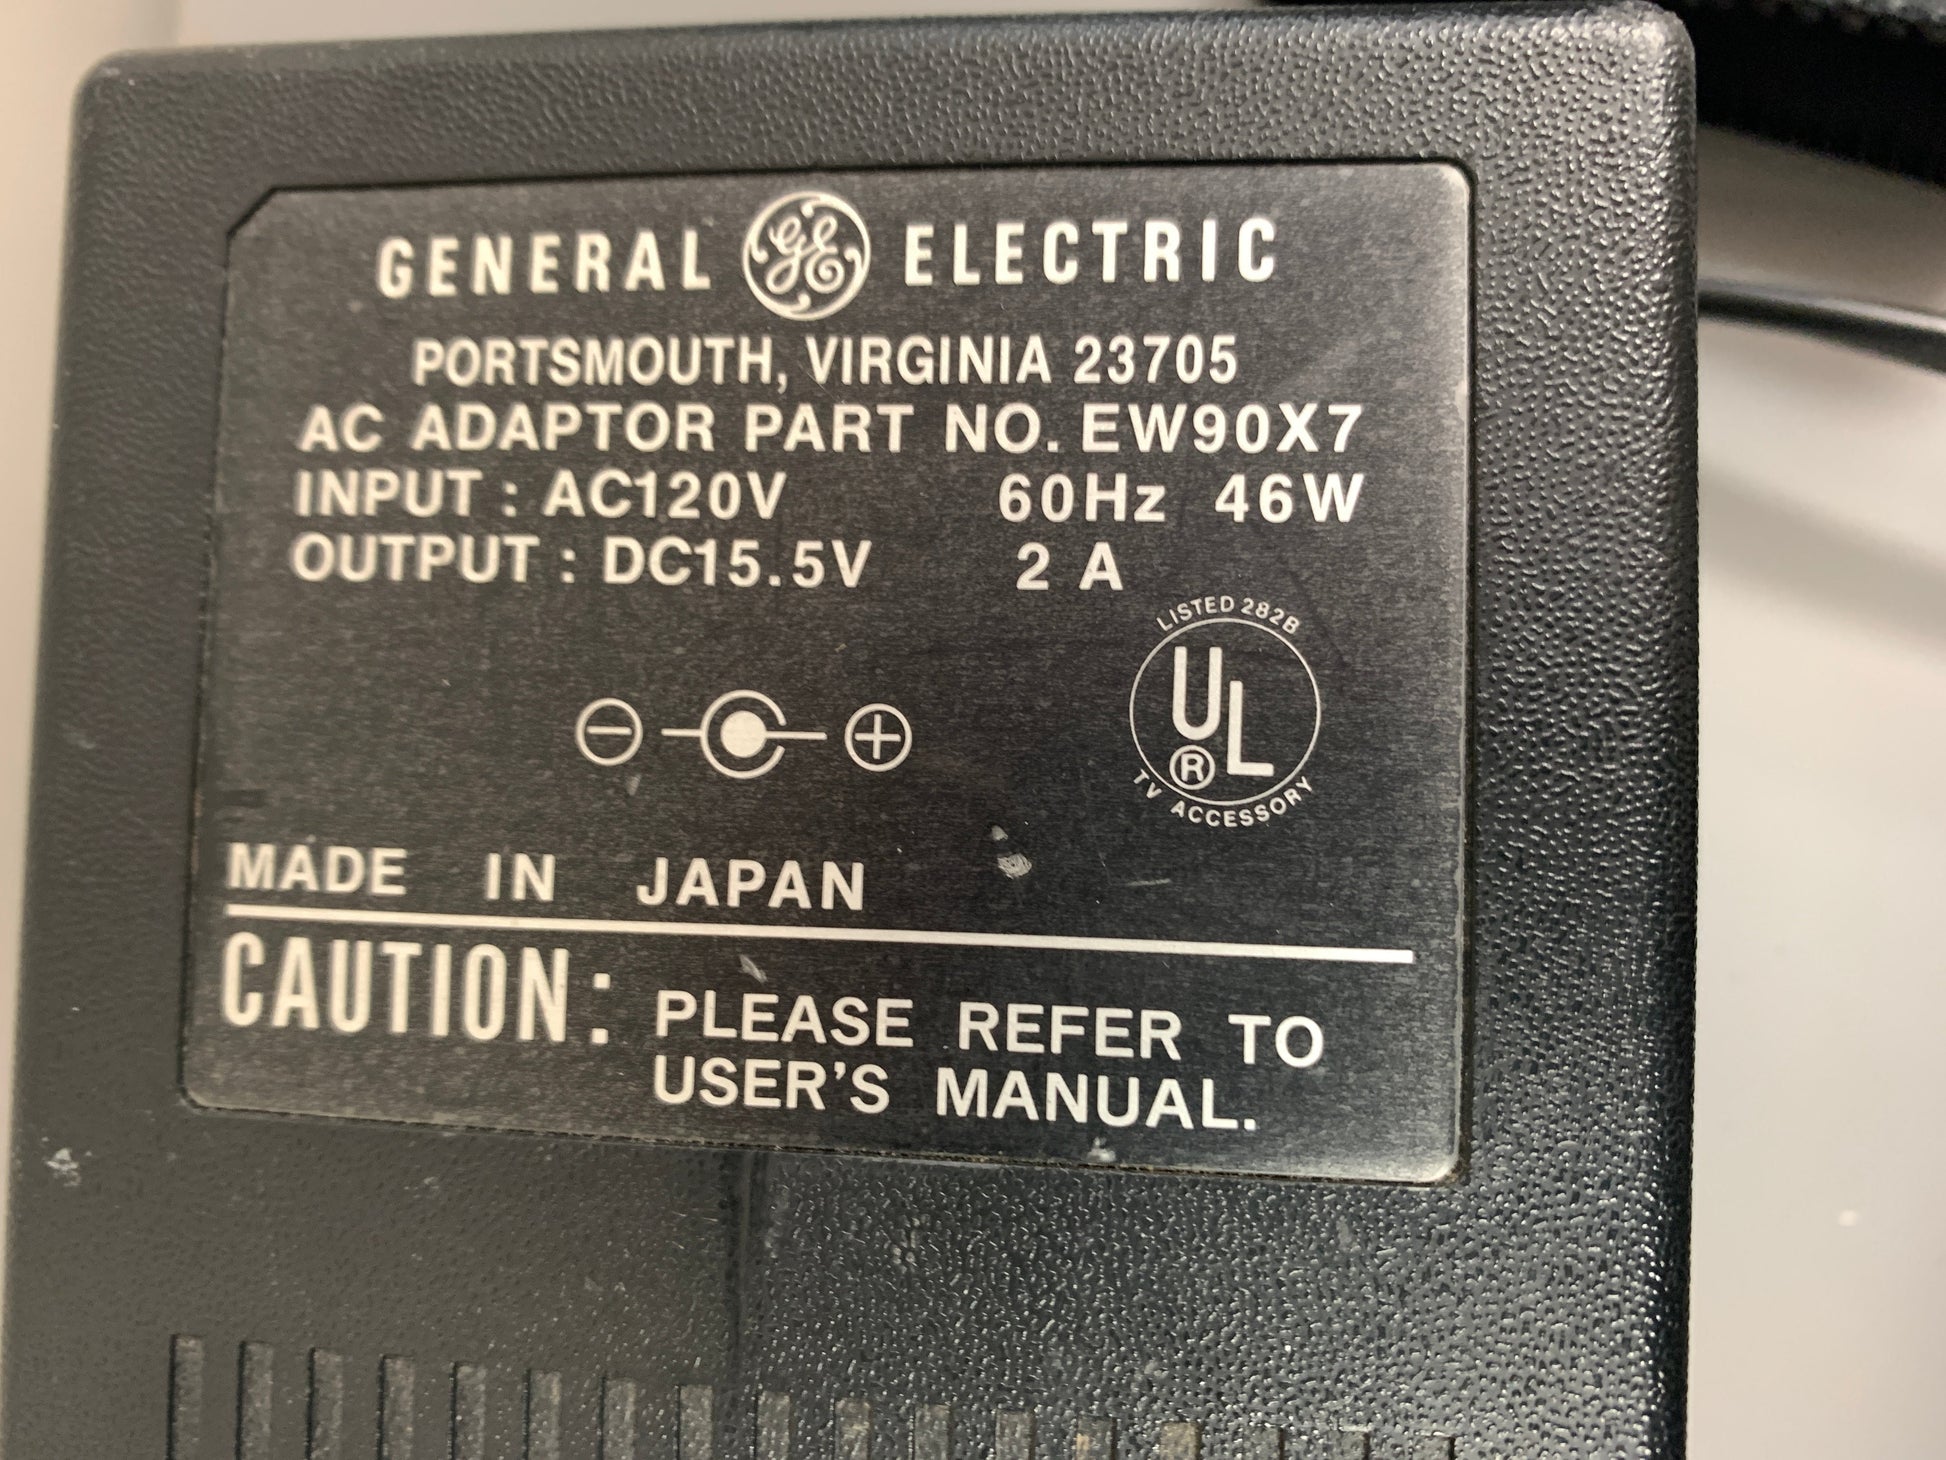 GENERAL GE ELECTRIC
PORTSMOUTH, VIRGINIA 23705
AC ADAPTOR PART NO. EW90X7
INPUT : AC120V 60Hz 46W
OUTPUT : DC15.5V 2 A
LISTED 282B
UL
®
TV ACCESSORY
MADE IN JAPAN
CAUTION: PLEASE REFER TO
USER'S MANUAL.